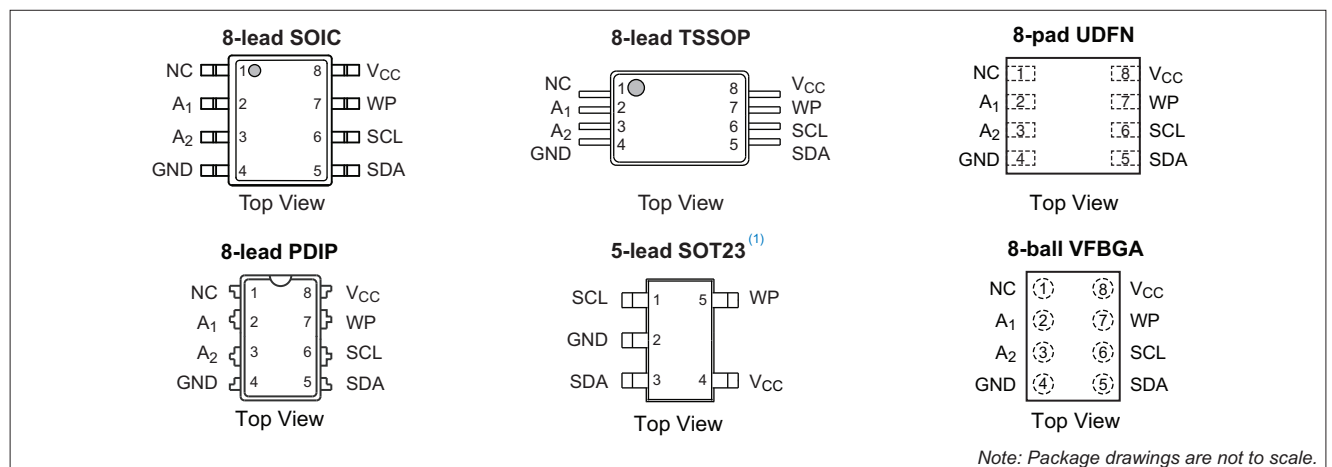 8-lead SOIC
NC 1 8 VCC
A1 2 7 WP
A2 3 6 SCL
GND 4 5 SDA
Top View
8-lead TSSOP
NC 1 8 VCC
A1 2 7 WP
A2 3 6 SCL
GND 4 5 SDA
Top View
8-pad UDFN
NC 1 8 VCC
A1 2 7 WP
A2 3 6 SCL
GND 4 5 SDA
Top View
8-lead PDIP
NC 1 8 VCC
A1 2 7 WP
A2 3 6 SCL
GND 4 5 SDA
Top View
5-lead SOT23 (1)
SCL 1 5 WP
GND 2
SDA 3 4 VCC
Top View
8-ball VFBGA
NC 1 8 VCC
A1 2 7 WP
A2 3 6 SCL
GND 4 5 SDA
Top View
Note: Package drawings are not to scale.